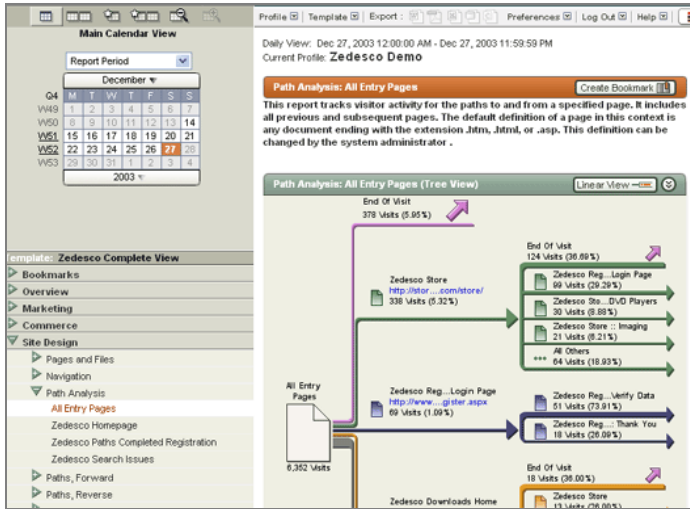 Main Calendar View
Report Period
December
Q4 M T W T F S S
W49 1 2 3 4 5 6 7
W50 8 9 10 11 12 13 14
W51 15 16 17 18 19 20 21
W52 22 23 24 25 26 27 28
W53 29 30 31 1 2 3 4
2003
emplate: Zedesco Complete View
Bookmarks
Overview
Marketing
Commerce
Site Design
Pages and Files
Navigation
Path Analysis
All Entry Pages
Zedesco Homepage
Zedesco Paths Completed Registration
Zedesco Search Issues
Paths, Forward
Paths, Reverse
Profile Template Export : Preferences Log Out Help
Daily View: Dec 27, 2003 12:00:00 AM - Dec 27, 2003 11:59:59 PM
Current Profile: Zedesco Demo
Path Analysis: All Entry Pages Create Bookmark
This report tracks visitor activity for the paths to and from a specified page. It includes
all previous and subsequent pages. The default definition of a page in this context is
any document ending with the extension .htm, .html, or .asp. This definition can be
changed by the system administrator .
Path Analysis: All Entry Pages (Tree View) Linear View
End Of Visit
378 Visits (5.95%)
Zedesco Store
http://stor....com/store/
338 Visits (5.32%)
End Of Visit
124 Visits (36.69%)
Zedesco Reg...Login Page
99 Visits (29.29%)
Zedesco Sto...DVD Players
30 Visits (8.88%)
Zedesco Store :: Imaging
21 Visits (6.21%)
All Others
64 Visits (18.93%)
All Entry
Pages
6,352 Visits
Zedesco Reg...Login Page
http://www....gister.aspx
69 Visits (1.09%)
Zedesco Reg...Verify Data
51 Visits (73.91%)
Zedesco Reg...: Thank You
18 Visits (26.09%)
End Of Visit
18 Visits (36.00%)
Zedesco Downloads Home
Zedesco Store
13 Visits (26.00%)